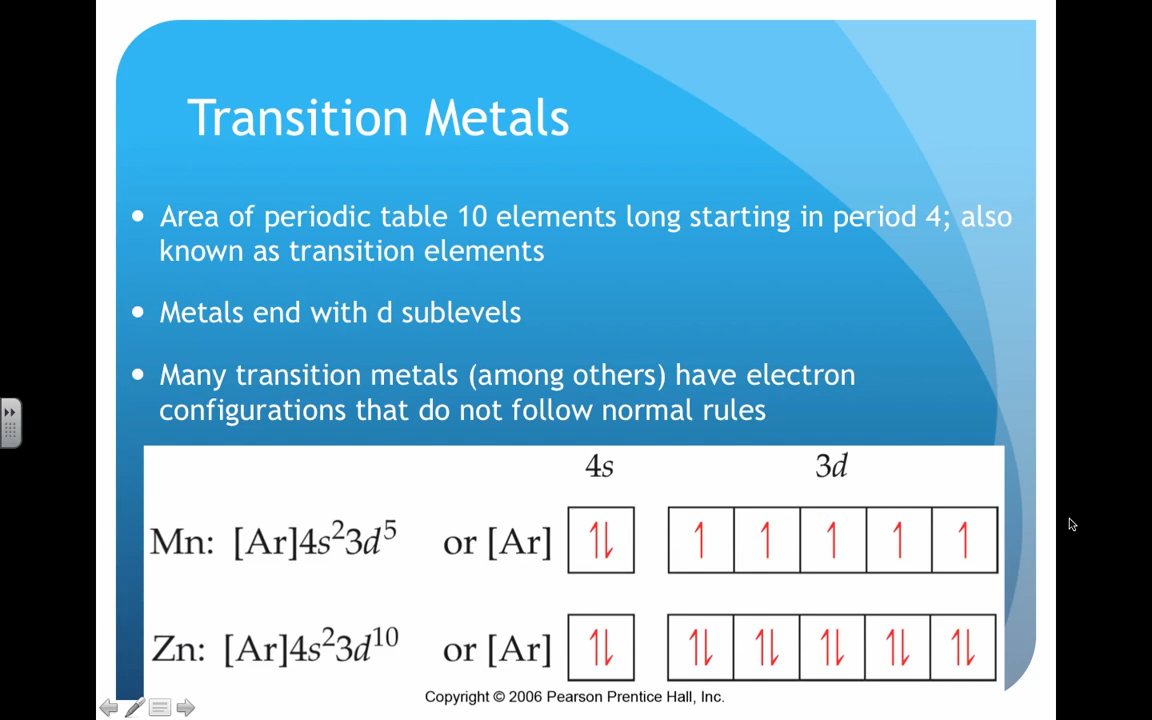 Transition Metals
• Area of periodic table 10 elements long starting in period 4; also
known as transition elements
• Metals end with d sublevels
• Many transition metals (among others) have electron
configurations that do not follow normal rules
4s 3d
Mn: [Ar]4s²3d⁵ or [Ar] ↿⇂ ↿ ↿ ↿ ↿ ↿
Zn: [Ar]4s²3d¹⁰ or [Ar] ↿⇂ ↿⇂ ↿⇂ ↿⇂ ↿⇂ ↿⇂
Copyright © 2006 Pearson Prentice Hall, Inc.